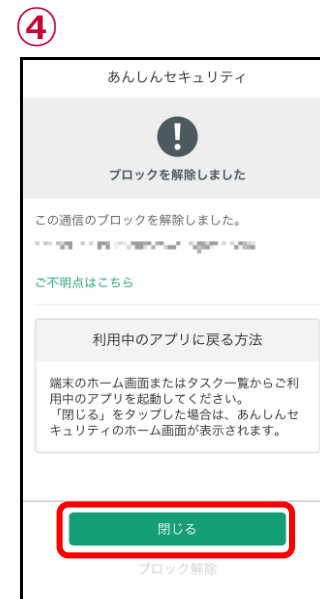 ④
あんしんセキュリティ
ブロックを解除しました
この通信のブロックを解除しました。
ご不明点はこちら
利用中のアプリに戻る方法
端末のホーム画面またはタスク一覧からご利
用中のアプリを起動してください。
「閉じる」をタップした場合は、あんしんセ
キュリティのホーム画面が表示されます。
閉じる
ブロック解除